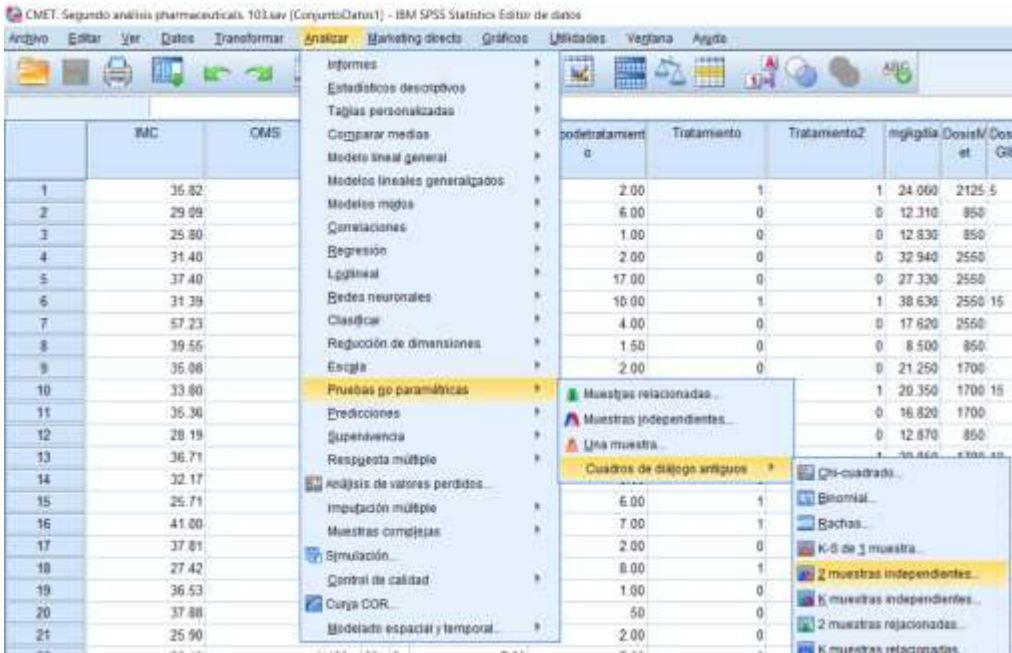 CMET. Segundo análisis pharmaceuticals. 103.sav [ConjuntoDatos1] - IBM SPSS Statistics Editor de datos
Archivo Editar Ver Datos Transformar Analizar Marketing directo Gráficos Utilidades Ventana Ayuda
Informes
Estadísticos descriptivos
Tablas personalizadas
Comparar medias
Modelo lineal general
Modelos lineales generalizados
Modelos mixtos
Correlaciones
Regresión
Loglineal
Redes neuronales
Clasificar
Reducción de dimensiones
Escala
Pruebas no paramétricas
Predicciones
Supervivencia
Respuesta múltiple
Análisis de valores perdidos...
Imputación múltiple
Muestras complejas
Simulación...
Control de calidad
Curva COR...
Modelado espacial y temporal...
Muestras relacionadas...
Muestras independientes...
Una muestra...
Cuadros de diálogo antiguos
Chi-cuadrado...
Binomial...
Rachas...
K-S de 1 muestra...
2 muestras independientes...
K muestras independientes...
2 muestras relacionadas...
K muestras relacionadas
IMC OMS podetratament Tratamiento Tratamiento2 mgkgdía DosisM Dos
o et Gli
1 35.82 2.00 1 1 24.060 2125 5
2 29.09 6.00 0 0 12.310 850
3 25.80 1.00 0 0 12.830 850
4 31.40 2.00 0 0 32.940 2550
5 37.40 17.00 0 0 27.330 2550
6 31.39 10.00 1 1 38.630 2550 15
7 57.23 4.00 0 0 17.620 2550
8 39.55 1.50 0 0 8.500 850
9 35.08 2.00 0 0 21.250 1700
10 33.80 1 20.350 1700 15
11 35.36 0 16.820 1700
12 28.19 0 12.870 850
13 36.71
14 32.17
15 25.71 6.00 1
16 41.00 7.00 1
17 37.81 2.00 0
18 27.42 8.00 1
19 36.53 1.00 0
20 37.88 50 0
21 25.90 2.00 0